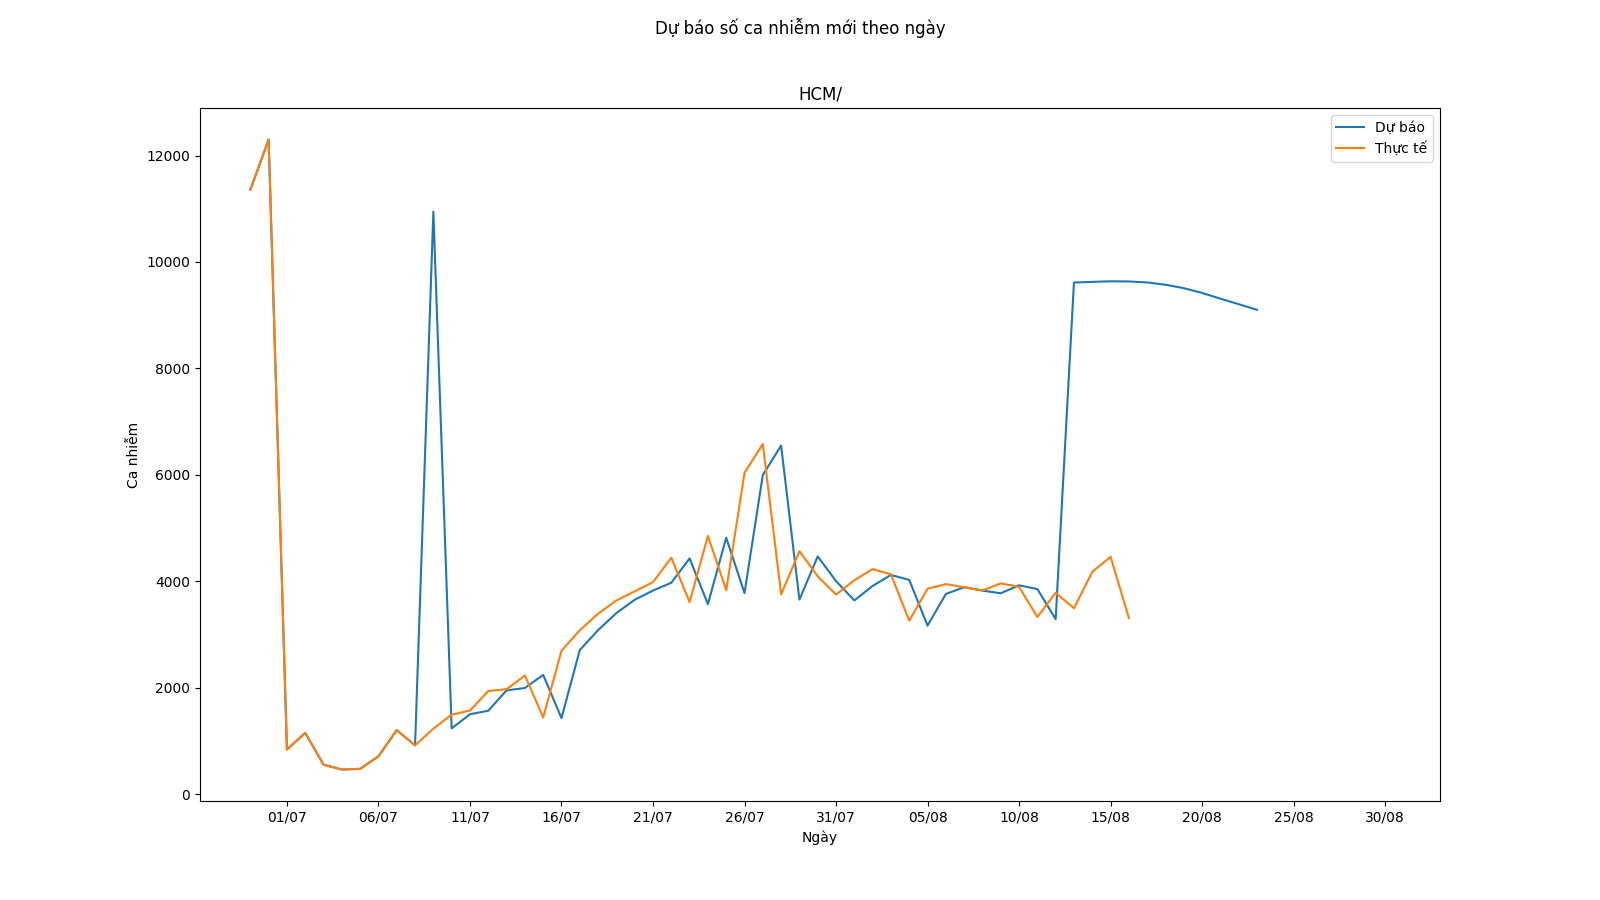 Dự báo số ca nhiễm mới theo ngày
HCM/
Dự báo
Thực tế
12000
10000
8000
6000
4000
2000
0
Ca nhiễm
01/07 06/07 11/07 16/07 21/07 26/07 31/07 05/08 10/08 15/08 20/08 25/08 30/08
Ngày